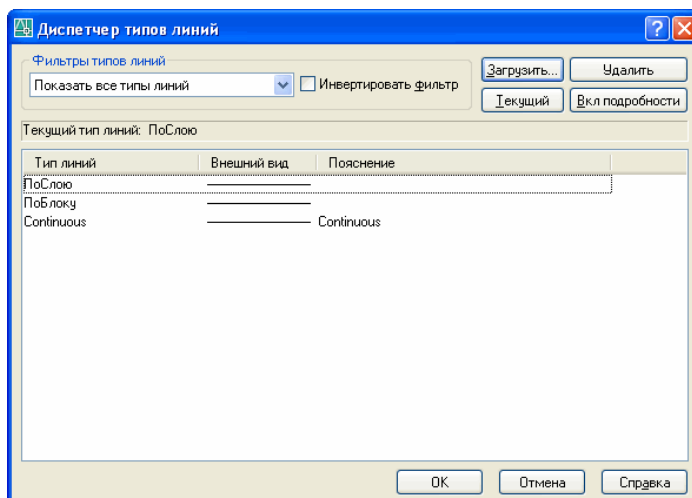 Диспетчер типов линий
Фильтры типов линий
Показать все типы линий
Инвертировать фильтр
Загрузить...
Удалить
Текущий
Вкл подробности
Текущий тип линий: ПоСлою
Тип линий Внешний вид Пояснение
ПоСлою
ПоБлоку
Continuous Continuous
OK Отмена Справка